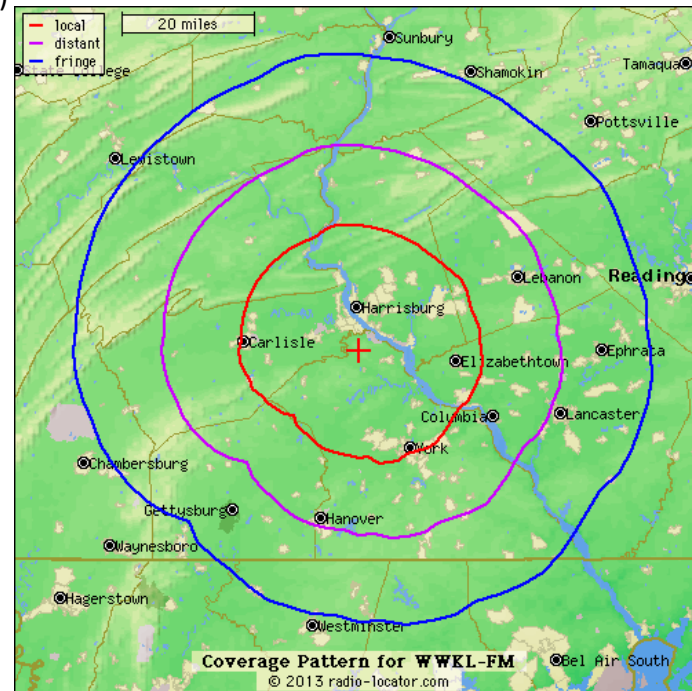 )
local
distant
fringe
20 miles
Sunbury
State College
Shamokin
Tamaqua
Pottsville
Lewistown
Lebanon
Reading
Harrisburg
Carlisle
Elizabethtown
Ephrata
Columbia
Lancaster
York
Chambersburg
Gettysburg
Hanover
Waynesboro
Hagerstown
Westminster
Bel Air South
Coverage Pattern for WWKL-FM
© 2013 radio-locator.com